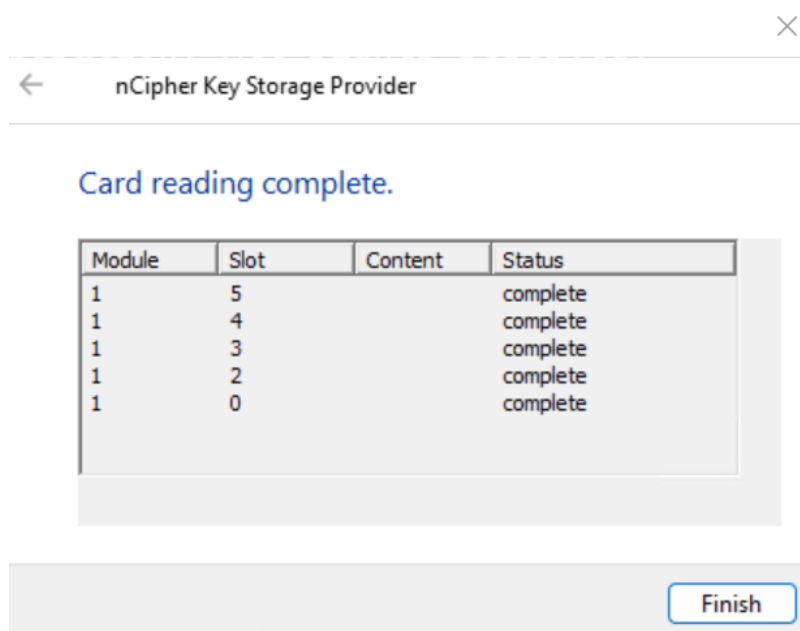 nCipher Key Storage Provider
Card reading complete.
Module Slot Content Status
1 5 complete
1 4 complete
1 3 complete
1 2 complete
1 0 complete
Finish